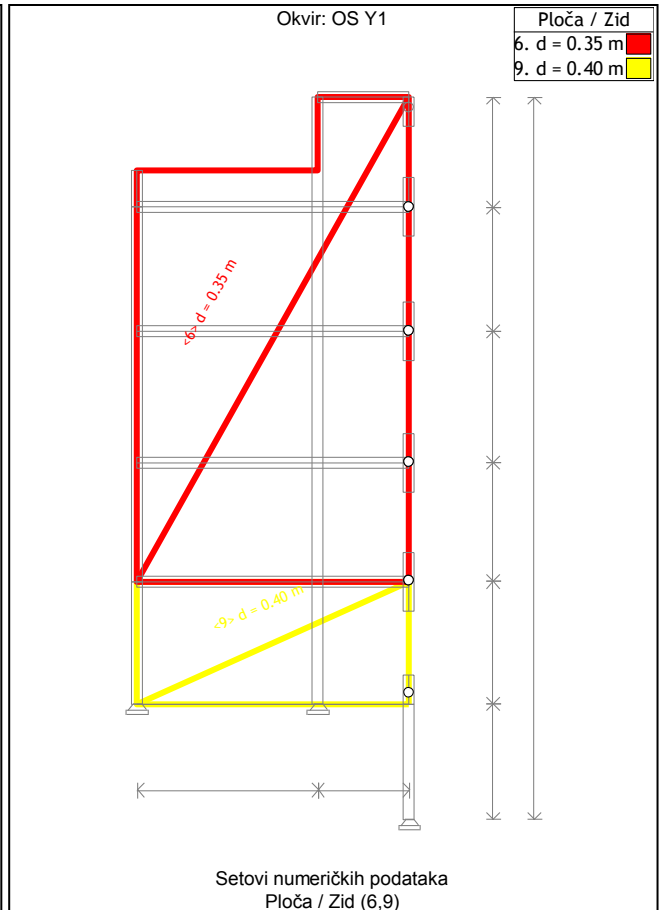 Okvir: OS Y1
Ploča / Zid
6. d = 0.35 m
9. d = 0.40 m
<6> d = 0.35 m
<9> d = 0.40 m
Setovi numeričkih podataka
Ploča / Zid (6,9)